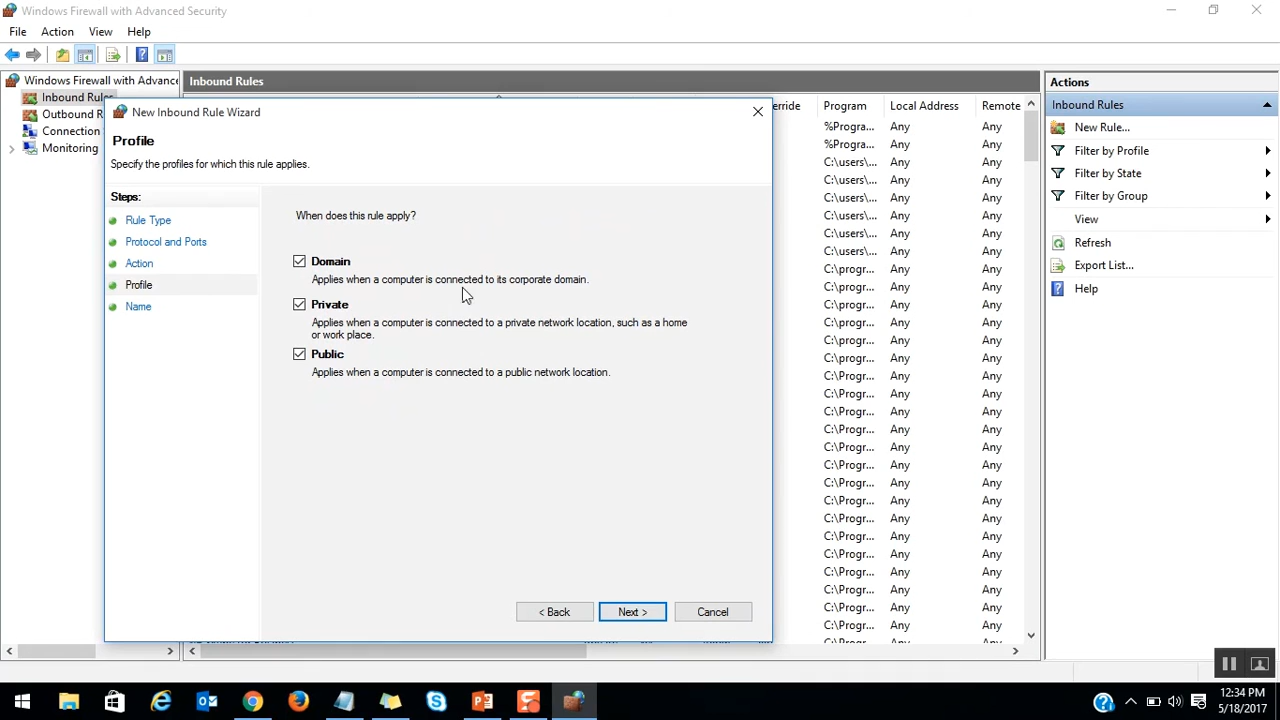 Windows Firewall with Advanced Security
File Action View Help
Windows Firewall with Advance
Inbound Rules
Outbound R
Connection
Monitoring
Inbound Rules
New Inbound Rule Wizard
Profile
Specify the profiles for which this rule applies.
Steps:
Rule Type
Protocol and Ports
Action
Profile
Name
When does this rule apply?
Domain
Applies when a computer is connected to its corporate domain.
Private
Applies when a computer is connected to a private network location, such as a home
or work place.
Public
Applies when a computer is connected to a public network location.
< Back Next > Cancel
erride Program Local Address Remote
%Progra... Any Any
%Progra... Any Any
C:\users\... Any Any
C:\users\... Any Any
C:\users\... Any Any
C:\users\... Any Any
C:\users\... Any Any
C:\users\... Any Any
C:\progr... Any Any
C:\progr... Any Any
C:\progr... Any Any
C:\progr... Any Any
C:\progr... Any Any
C:\progr... Any Any
C:\progr... Any Any
C:\Progr... Any Any
C:\Progr... Any Any
C:\Progr... Any Any
C:\Progr... Any Any
C:\Progr... Any Any
C:\Progr... Any Any
C:\Progr... Any Any
C:\Progr... Any Any
C:\Progr... Any Any
C:\Progr... Any Any
C:\Progr... Any Any
C:\Progr... Any Any
C:\Progr... Any Any
C:\Progr... Any Any
Actions
Inbound Rules
New Rule...
Filter by Profile
Filter by State
Filter by Group
View
Refresh
Export List...
Help
12:34 PM
5/18/2017